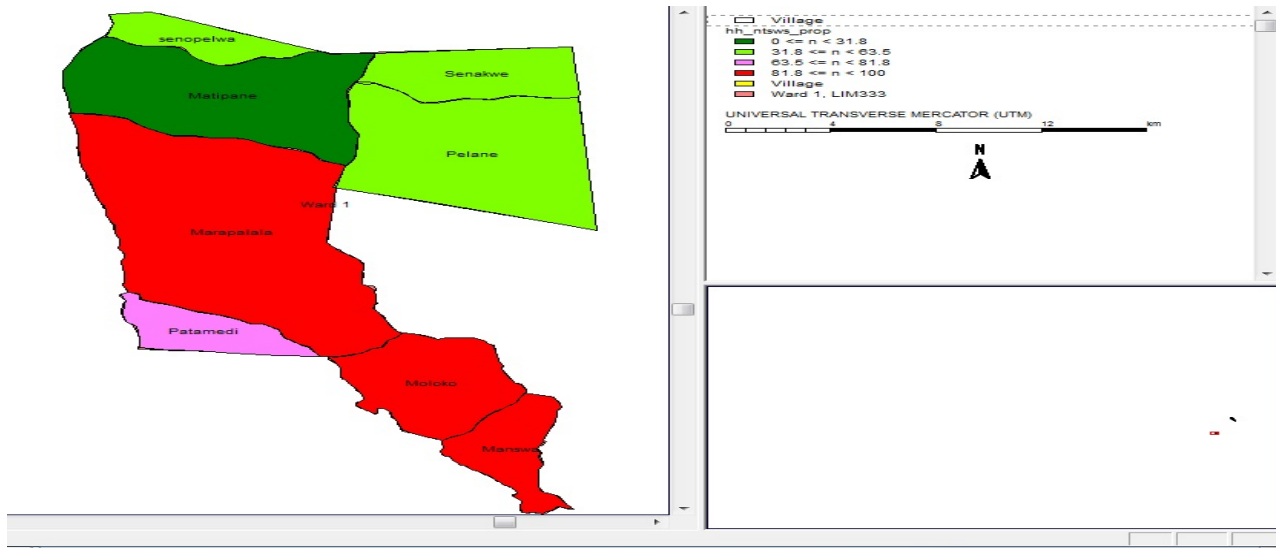 senopelwa
Senakwe
Matipane
Pelane
Ward 1
Marapalala
Patamedi
Moloko
Manswa
Village
hh_ntsws_prop
0 <= n < 31.8
31.8 <= n < 63.5
63.5 <= n < 81.8
81.8 <= n < 100
Village
Ward 1, LIM333
UNIVERSAL TRANSVERSE MERCATOR (UTM)
0 4 8 12 km
N